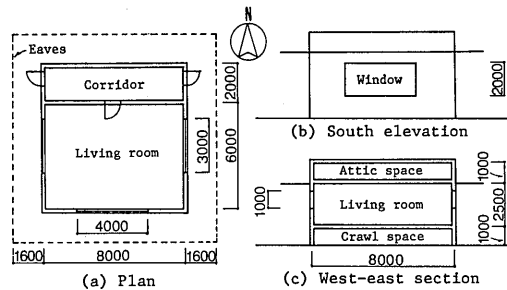 Eaves
Corridor
Living room
4000
1600
8000
1600
2000
3000
6000
(a) Plan
N
Window
2000
(b) South elevation
Attic space
Living room
Crawl space
1000
1000
2500
1000
8000
(c) West-east section